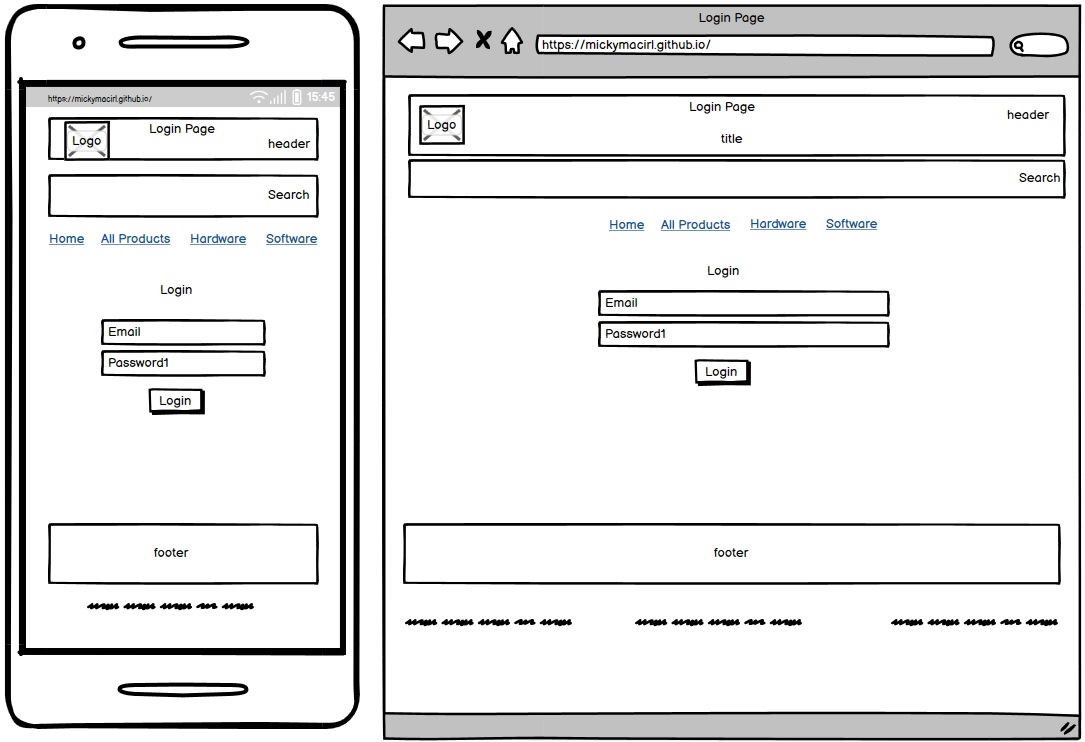 https://mickymacirl.github.io/ 15:45
Logo Login Page
header
Search
Home All Products Hardware Software
Login
Email
Password1
Login
footer
Login Page
https://mickymacirl.github.io/
Logo Login Page header
title
Search
Home All Products Hardware Software
Login
Email
Password1
Login
footer